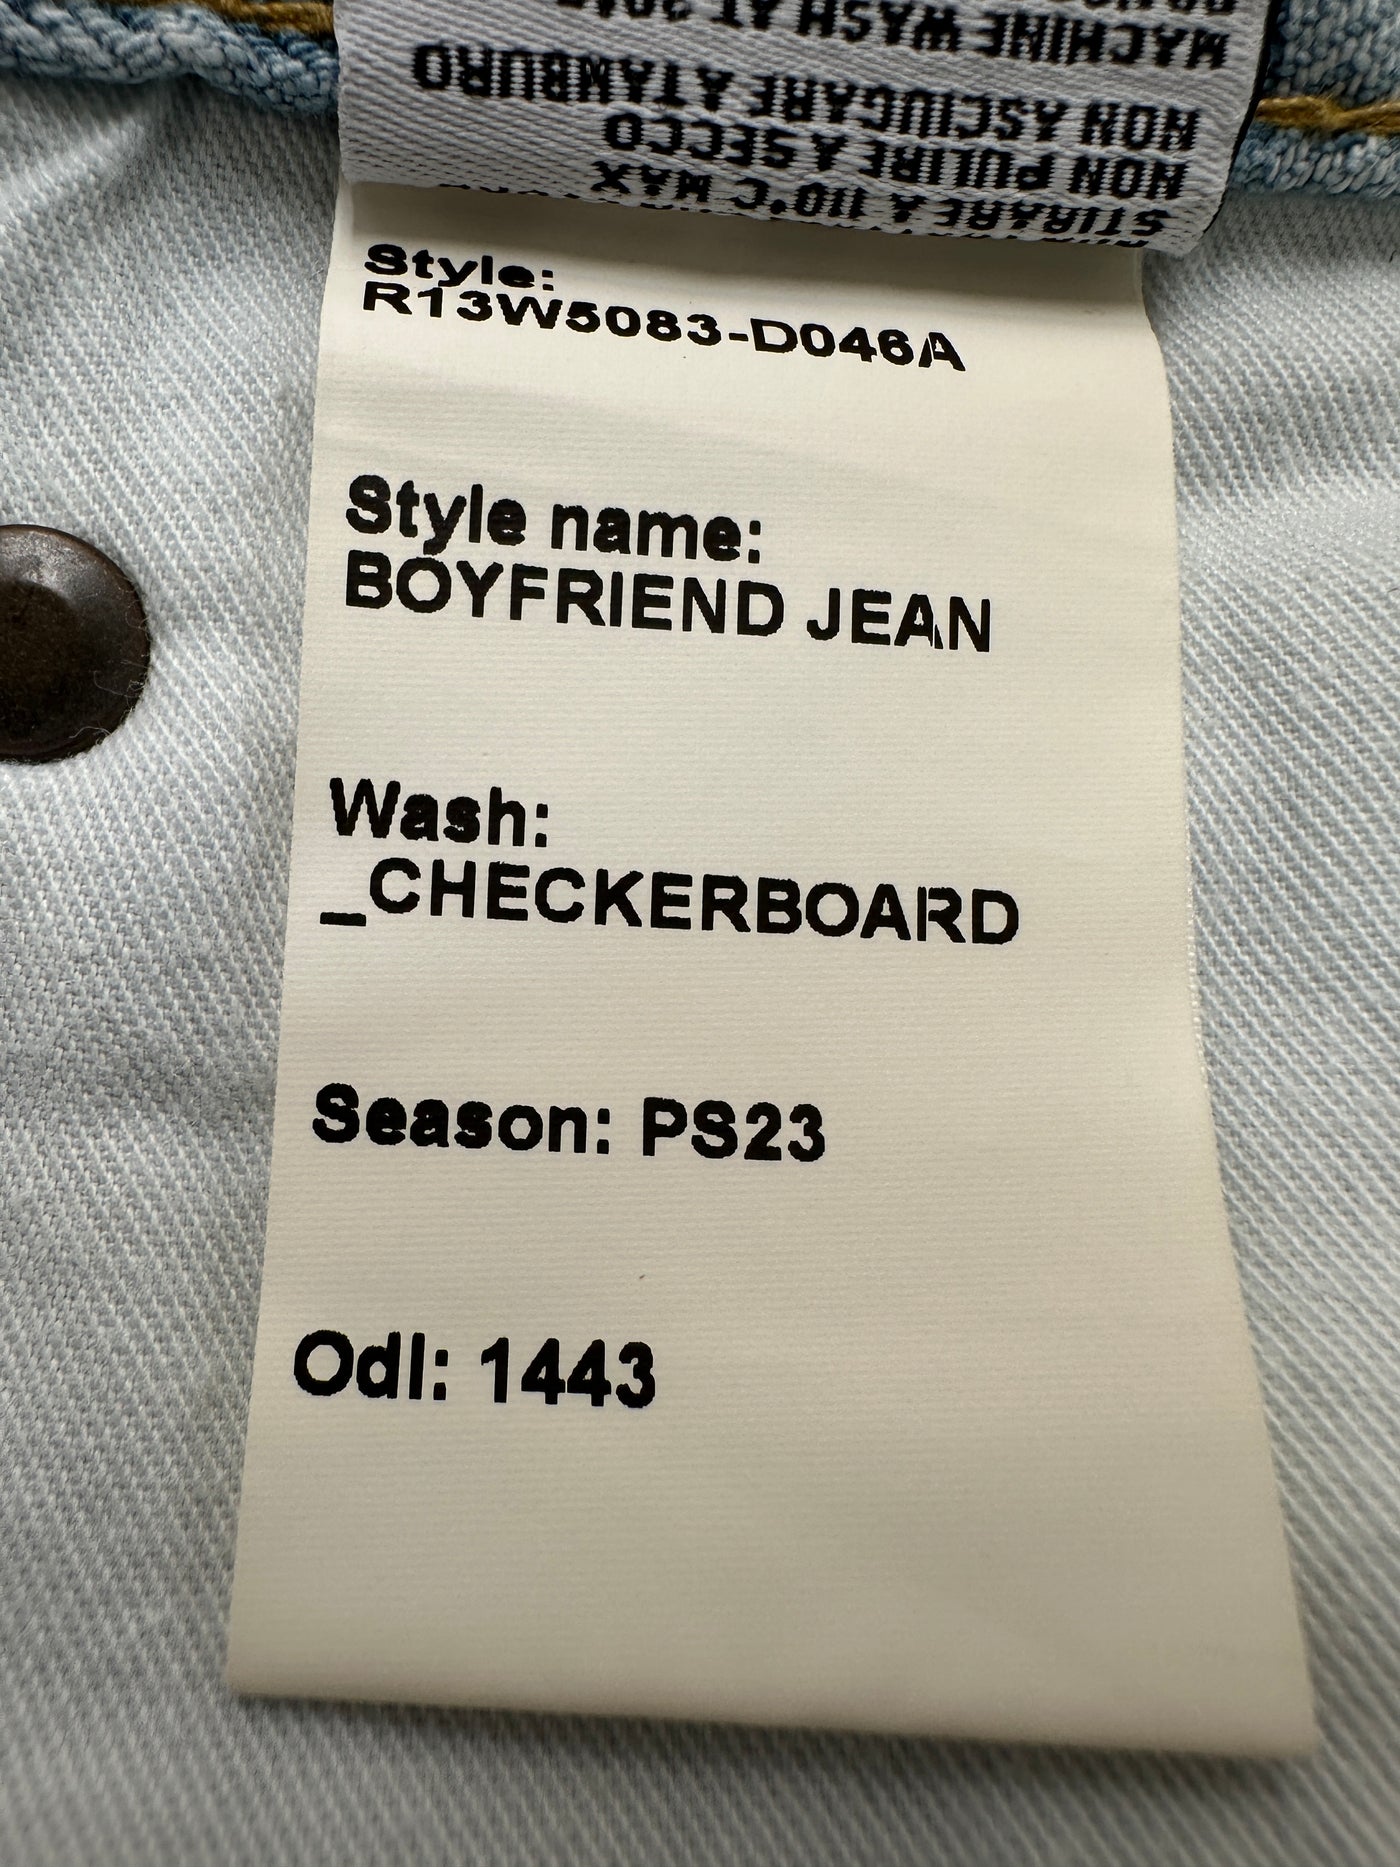 MACHINE WASH AT
NON ASCIUGARE A TAMBURO
NON PULIRE A SECCO
STIRARE A 110°C MAX
Style:
R13W5083-D046A
Style name:
BOYFRIEND JEAN
Wash:
_CHECKERBOARD
Season: PS23
Odl: 1443